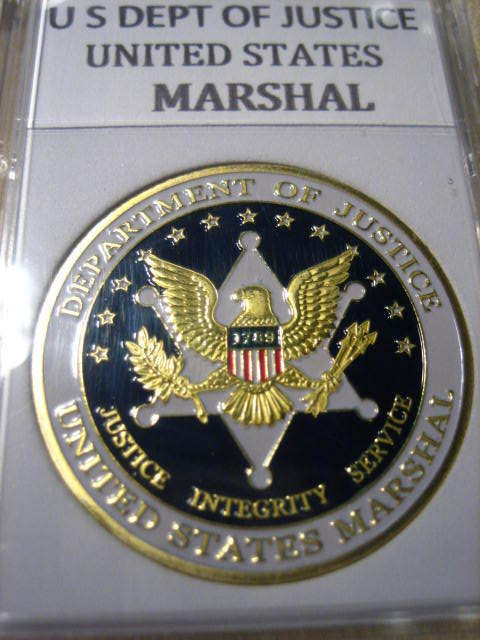 U S DEPT OF JUSTICE
UNITED STATES
MARSHAL
DEPARTMENT OF JUSTICE
1789
JUSTICE INTEGRITY SERVICE
UNITED STATES MARSHAL